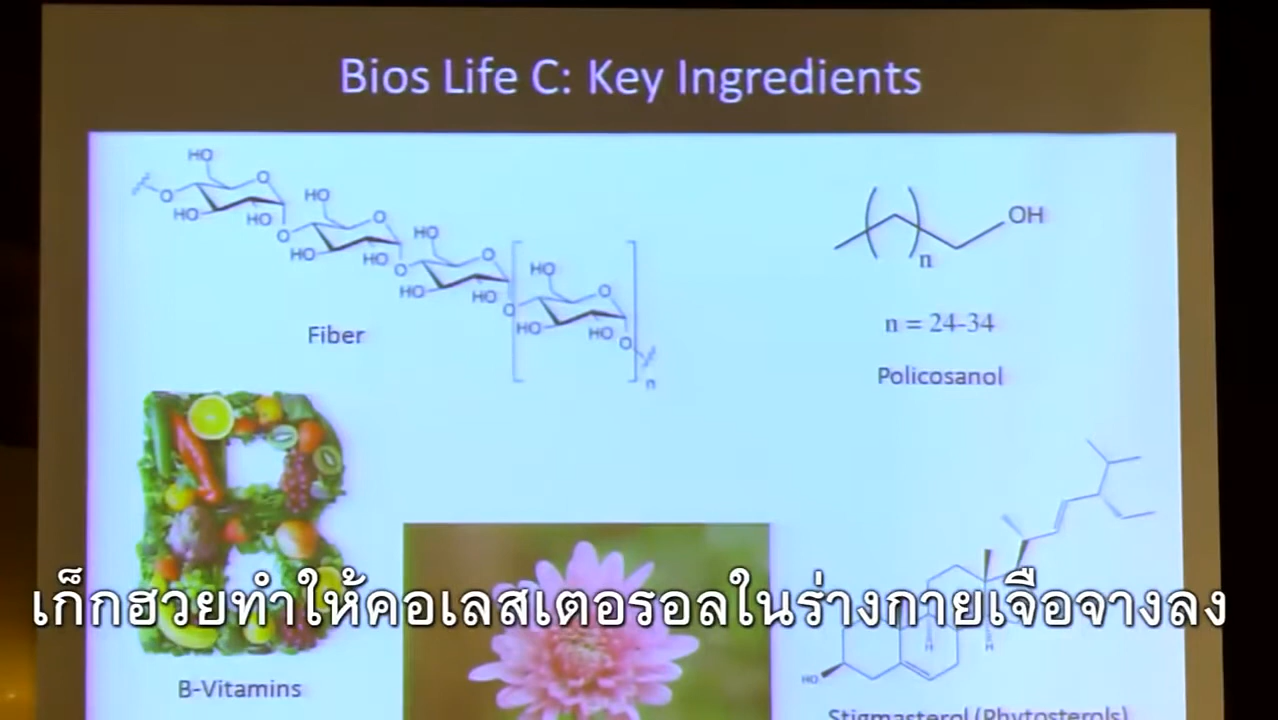 Bios Life C: Key Ingredients
HO
O
O
HO
HO
HO
O
O
HO
HO
HO
O
O
HO
HO
HO
O
O
HO
HO
O
n
Fiber
OH
n
n = 24-34
Policosanol
B-Vitamins
เก็กฮวยทำให้คอเลสเตอรอลในร่างกายเจือจางลง
H
H
HO
Stigmasterol (Phytosterols)